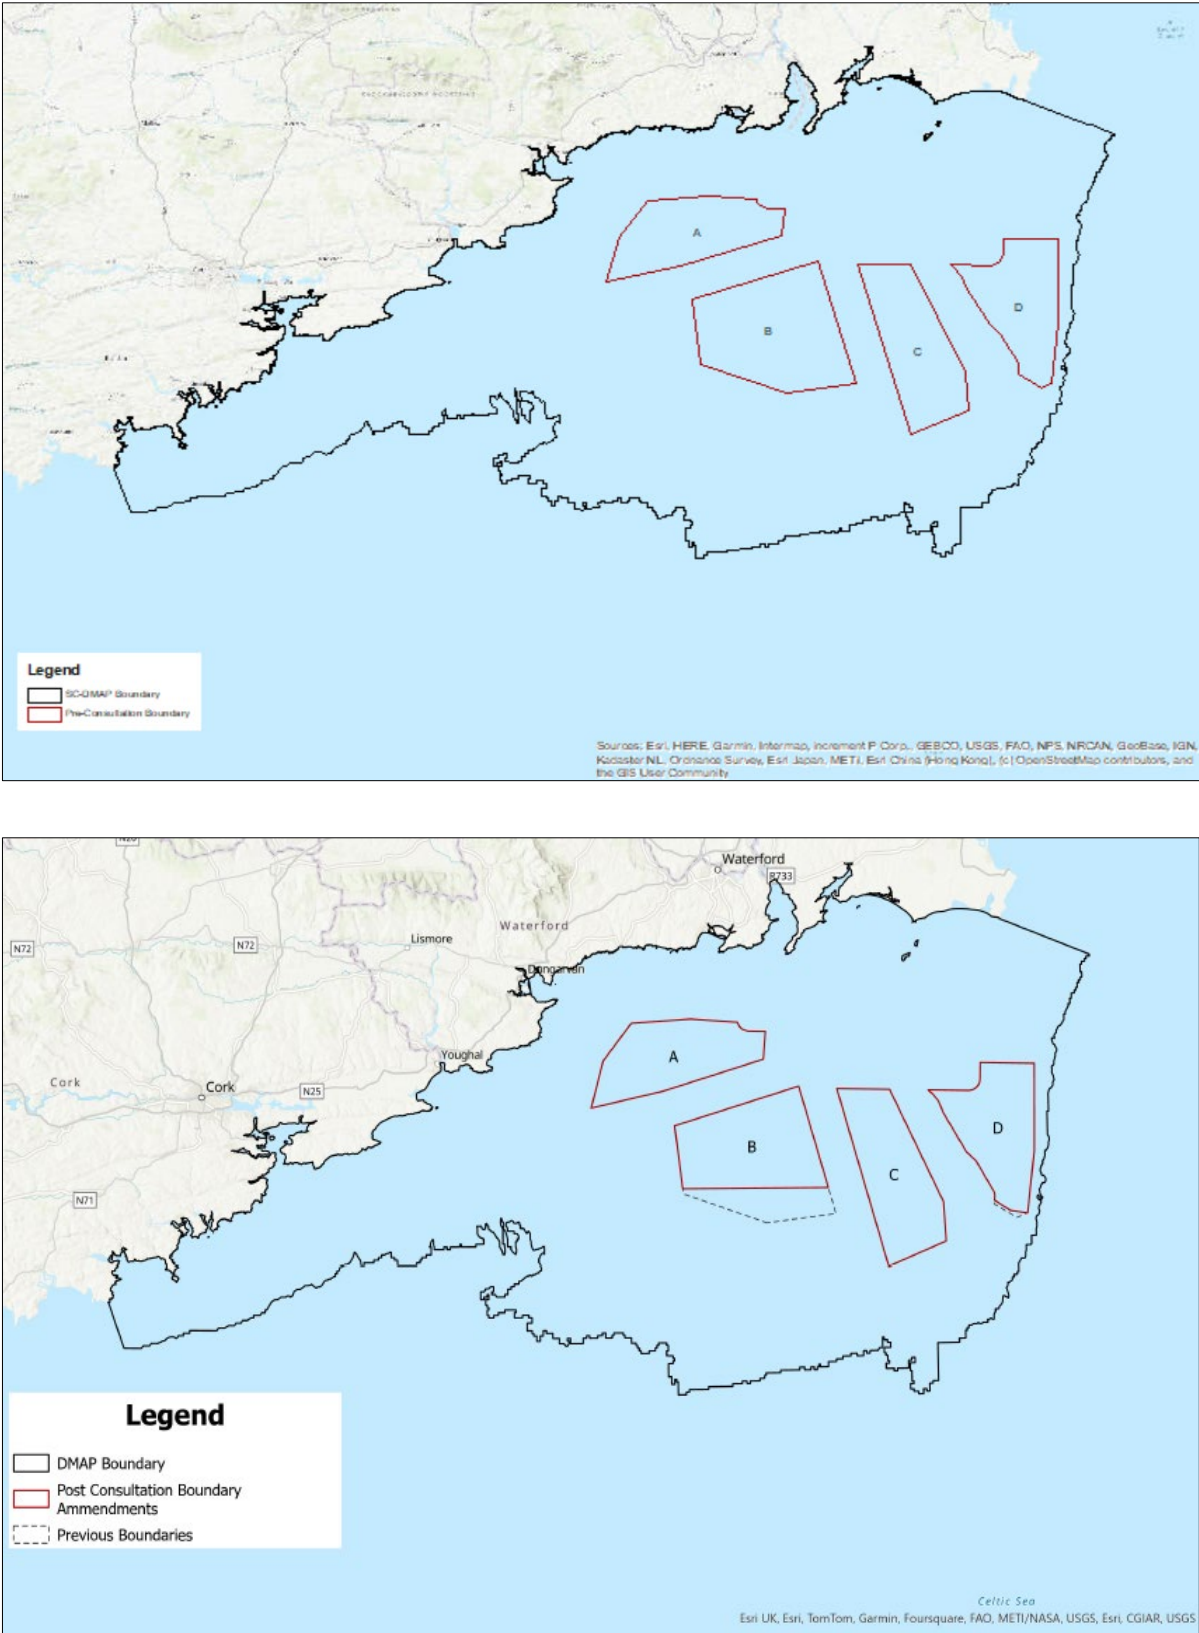 A
B
C
D
Legend
SC-DMAP Boundary
Pre-Consultation Boundary
Sources: Esri, HERE, Garmin, Intermap, increment P Corp., GEBCO, USGS, FAO, NPS, NRCAN, GeoBase, IGN,
Kadaster NL, Ordnance Survey, Esri Japan, METI, Esri China (Hong Kong), (c) OpenStreetMap contributors, and
the GIS User Community
Waterford
R733
N72
N72
Lismore
Waterford
Dungarvan
Youghal
Cork
Cork
N25
N71
A
B
C
D
Legend
DMAP Boundary
Post Consultation Boundary
Ammendments
Previous Boundaries
Celtic Sea
Esri UK, Esri, TomTom, Garmin, Foursquare, FAO, METI/NASA, USGS, Esri, CGIAR, USGS